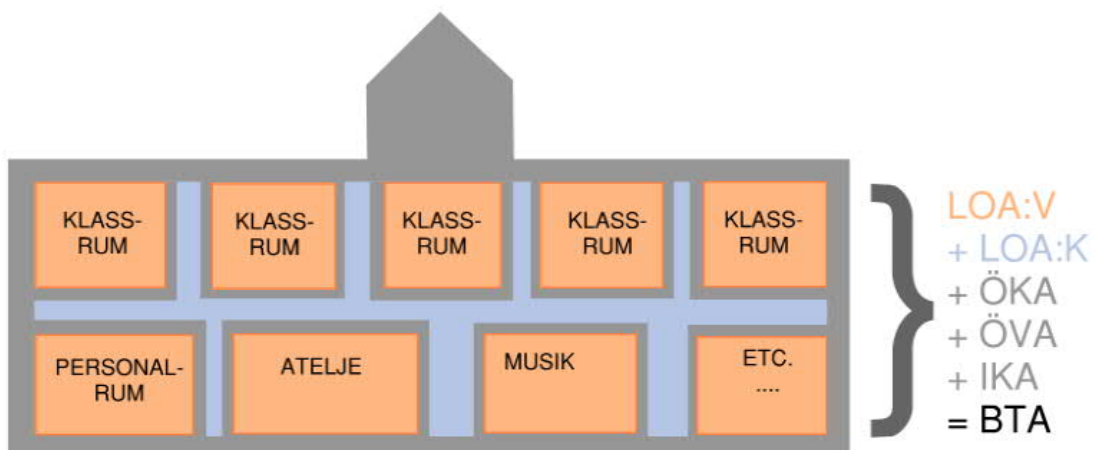 KLASS-
RUM
KLASS-
RUM
KLASS-
RUM
KLASS-
RUM
KLASS-
RUM
PERSONAL-
RUM
ATELJE
MUSIK
ETC.
....
LOA:V
+ LOA:K
+ ÖKA
+ ÖVA
+ IKA
= BTA